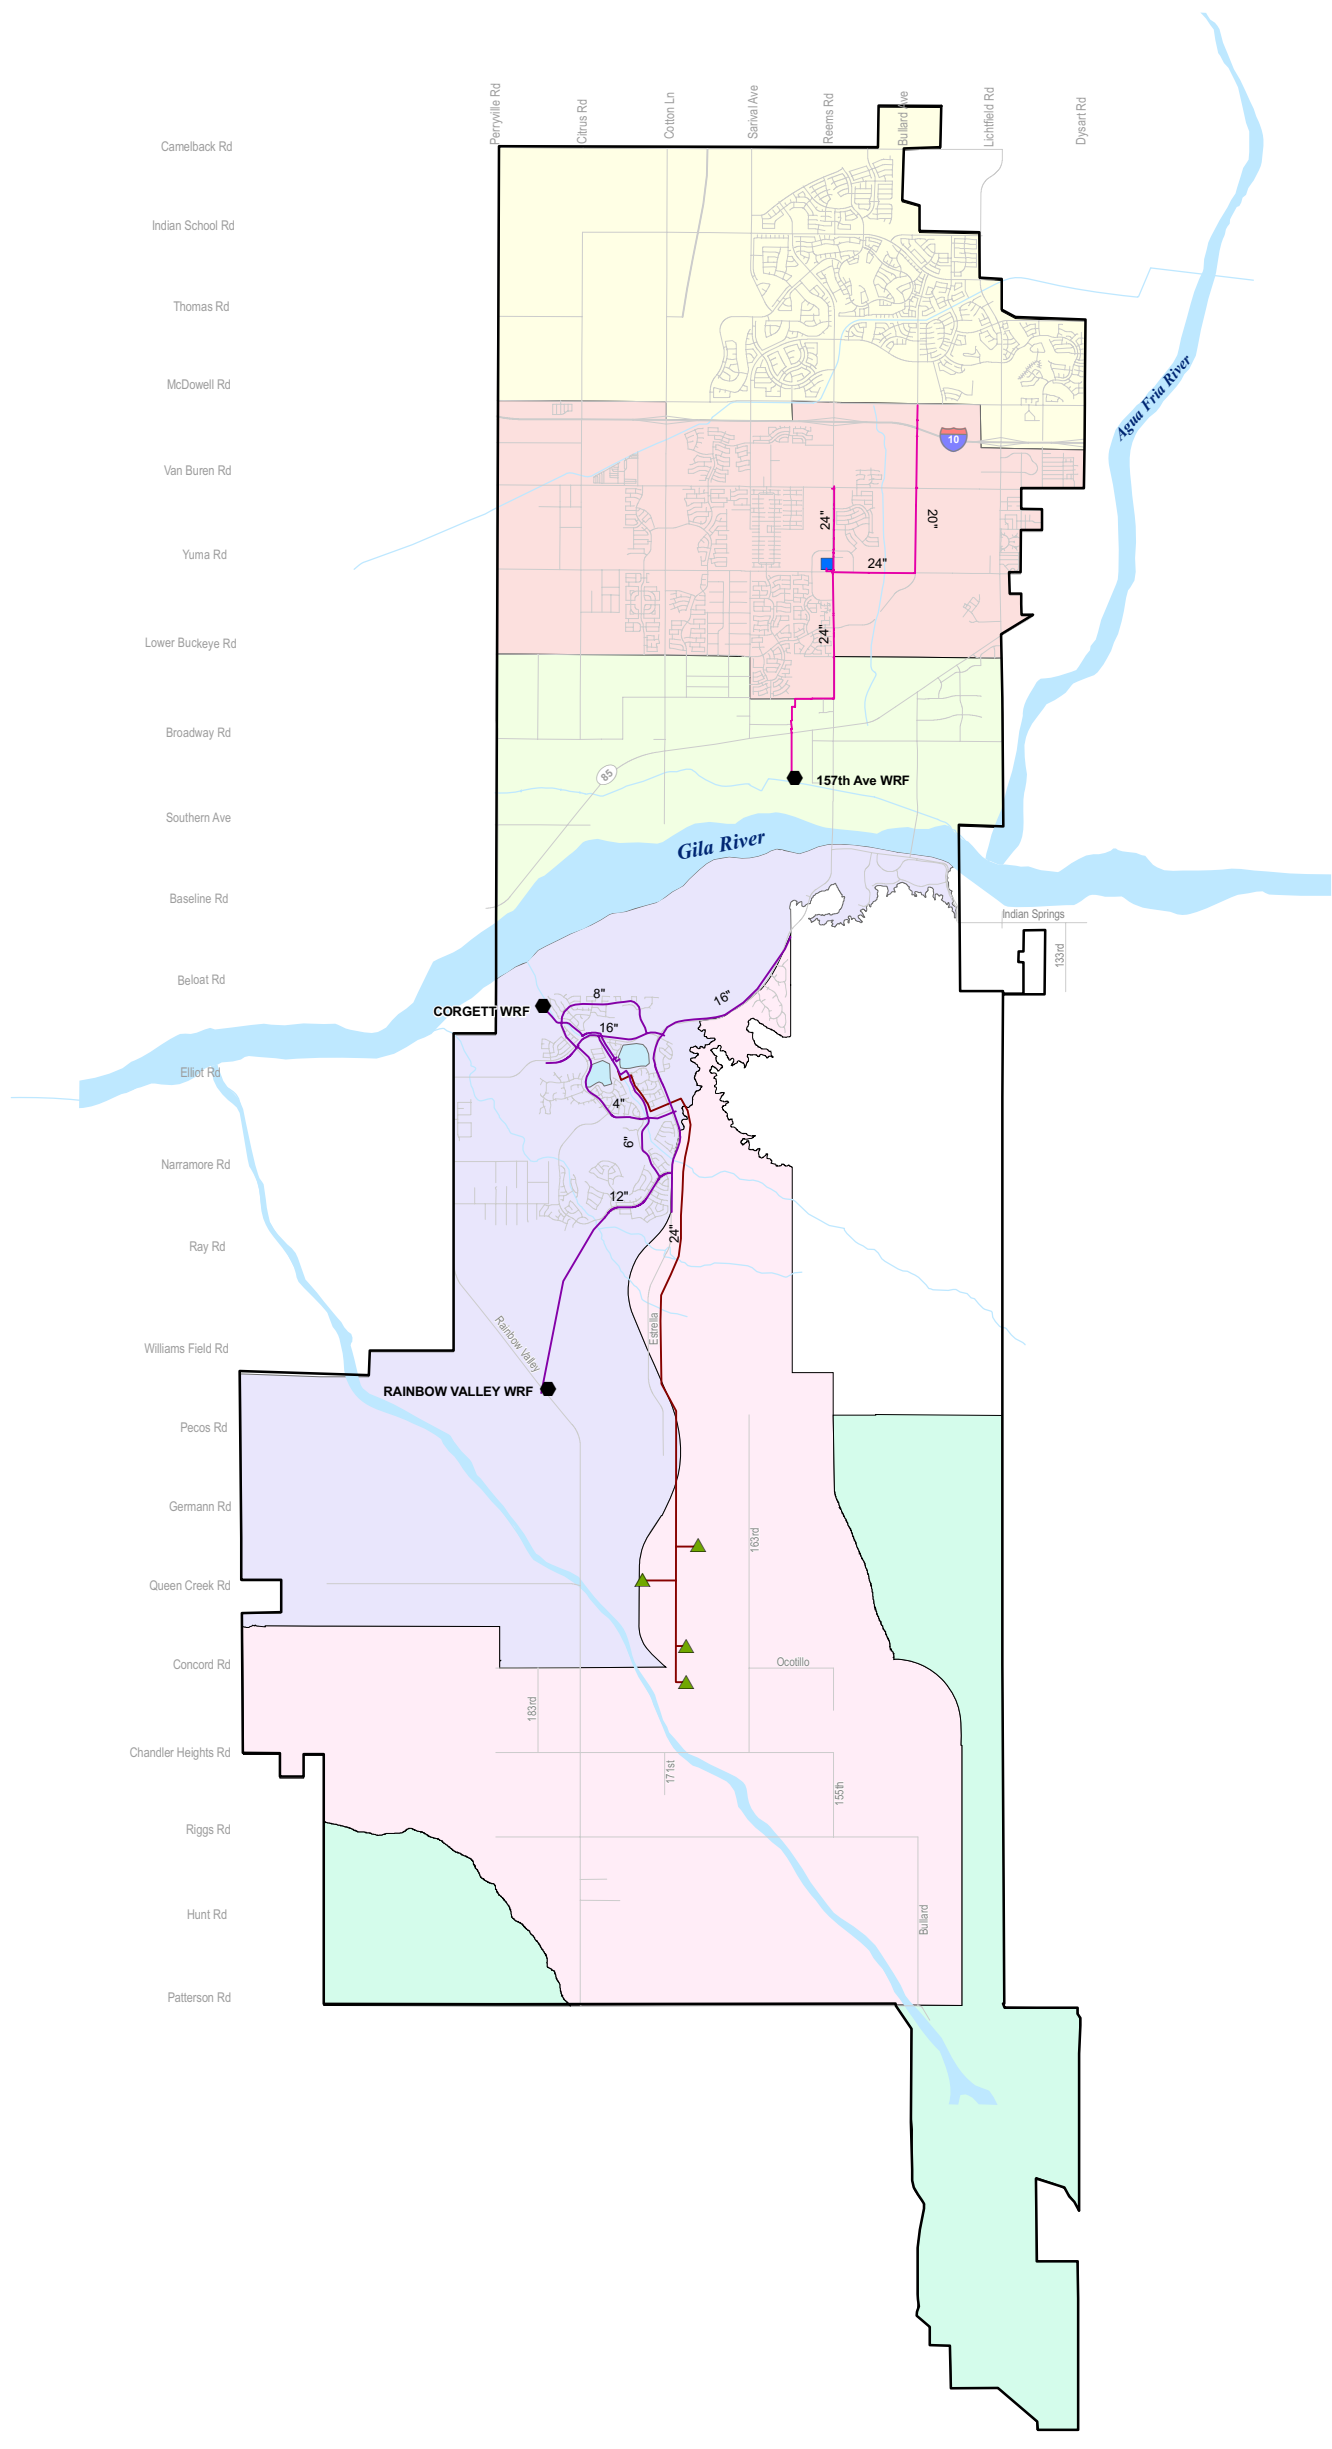 Perryville Rd
Citrus Rd
Cotton Ln
Sarival Ave
Reems Rd
Bullard Ave
Lichtfield Rd
Dysart Rd
Camelback Rd
Indian School Rd
Thomas Rd
McDowell Rd
Agua Fria River
10
Van Buren Rd
24"
20"
Yuma Rd
24"
24"
Lower Buckeye Rd
Broadway Rd
85
157th Ave WRF
Southern Ave
Gila River
Baseline Rd
Indian Springs
133rd
Beloat Rd
8"
16"
CORGETT WRF
16"
Elliot Rd
4"
6"
Narramore Rd
12"
24"
Ray Rd
Rainbow Valley
Estrella
Williams Field Rd
RAINBOW VALLEY WRF
Pecos Rd
Germann Rd
163rd
Queen Creek Rd
Concord Rd
Ocotillo
183rd
Chandler Heights Rd
171st
155th
Riggs Rd
Hunt Rd
Bullard
Patterson Rd